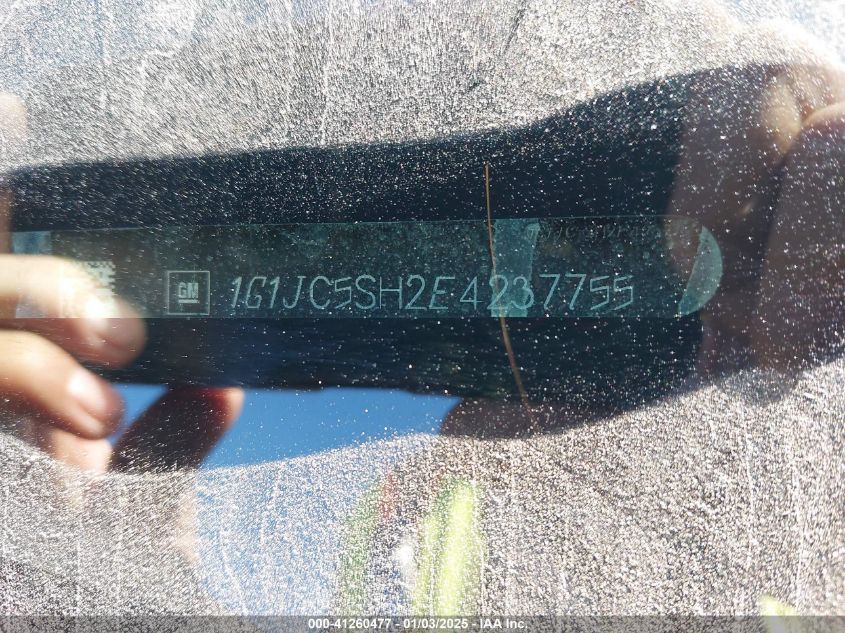 GM 1G1JC5SH2E4237755
000-41260477 - 01/03/2025 - IAA Inc.